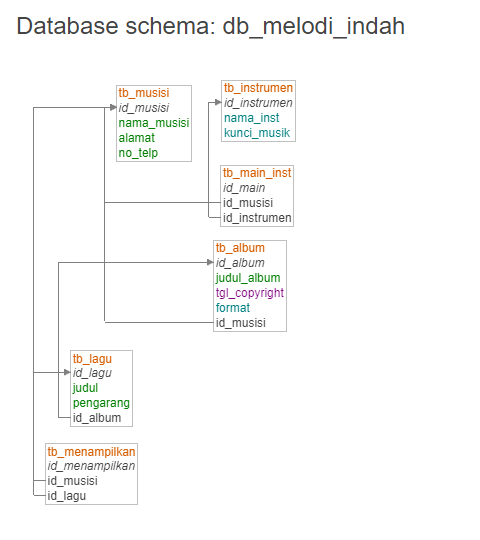 Database schema: db_melodi_indah
tb_musisi
id_musisi
nama_musisi
alamat
no_telp
tb_instrumen
id_instrumen
nama_inst
kunci_musik
tb_main_inst
id_main
id_musisi
id_instrumen
tb_album
id_album
judul_album
tgl_copyright
format
id_musisi
tb_lagu
id_lagu
judul
pengarang
id_album
tb_menampilkan
id_menampilkan
id_musisi
id_lagu